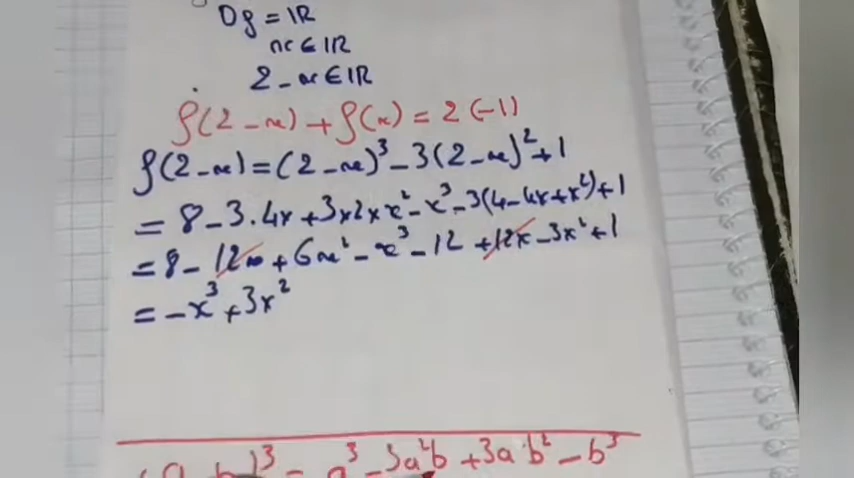 Df = IR
x ∈ IR
2 - x ∈ IR
f(2 - x) + f(x) = 2 (-1)
f(2 - x) = (2 - x)³ - 3(2 - x)² + 1
= 8 - 3.4x + 3x2xx² - x³ - 3(4 - 4x + x²) + 1
= 8 - 12x + 6x² - x³ - 12 + 12x - 3x² + 1
= -x³ + 3x²
(a - b)³ = a³ - 3a²b + 3a b² - b³